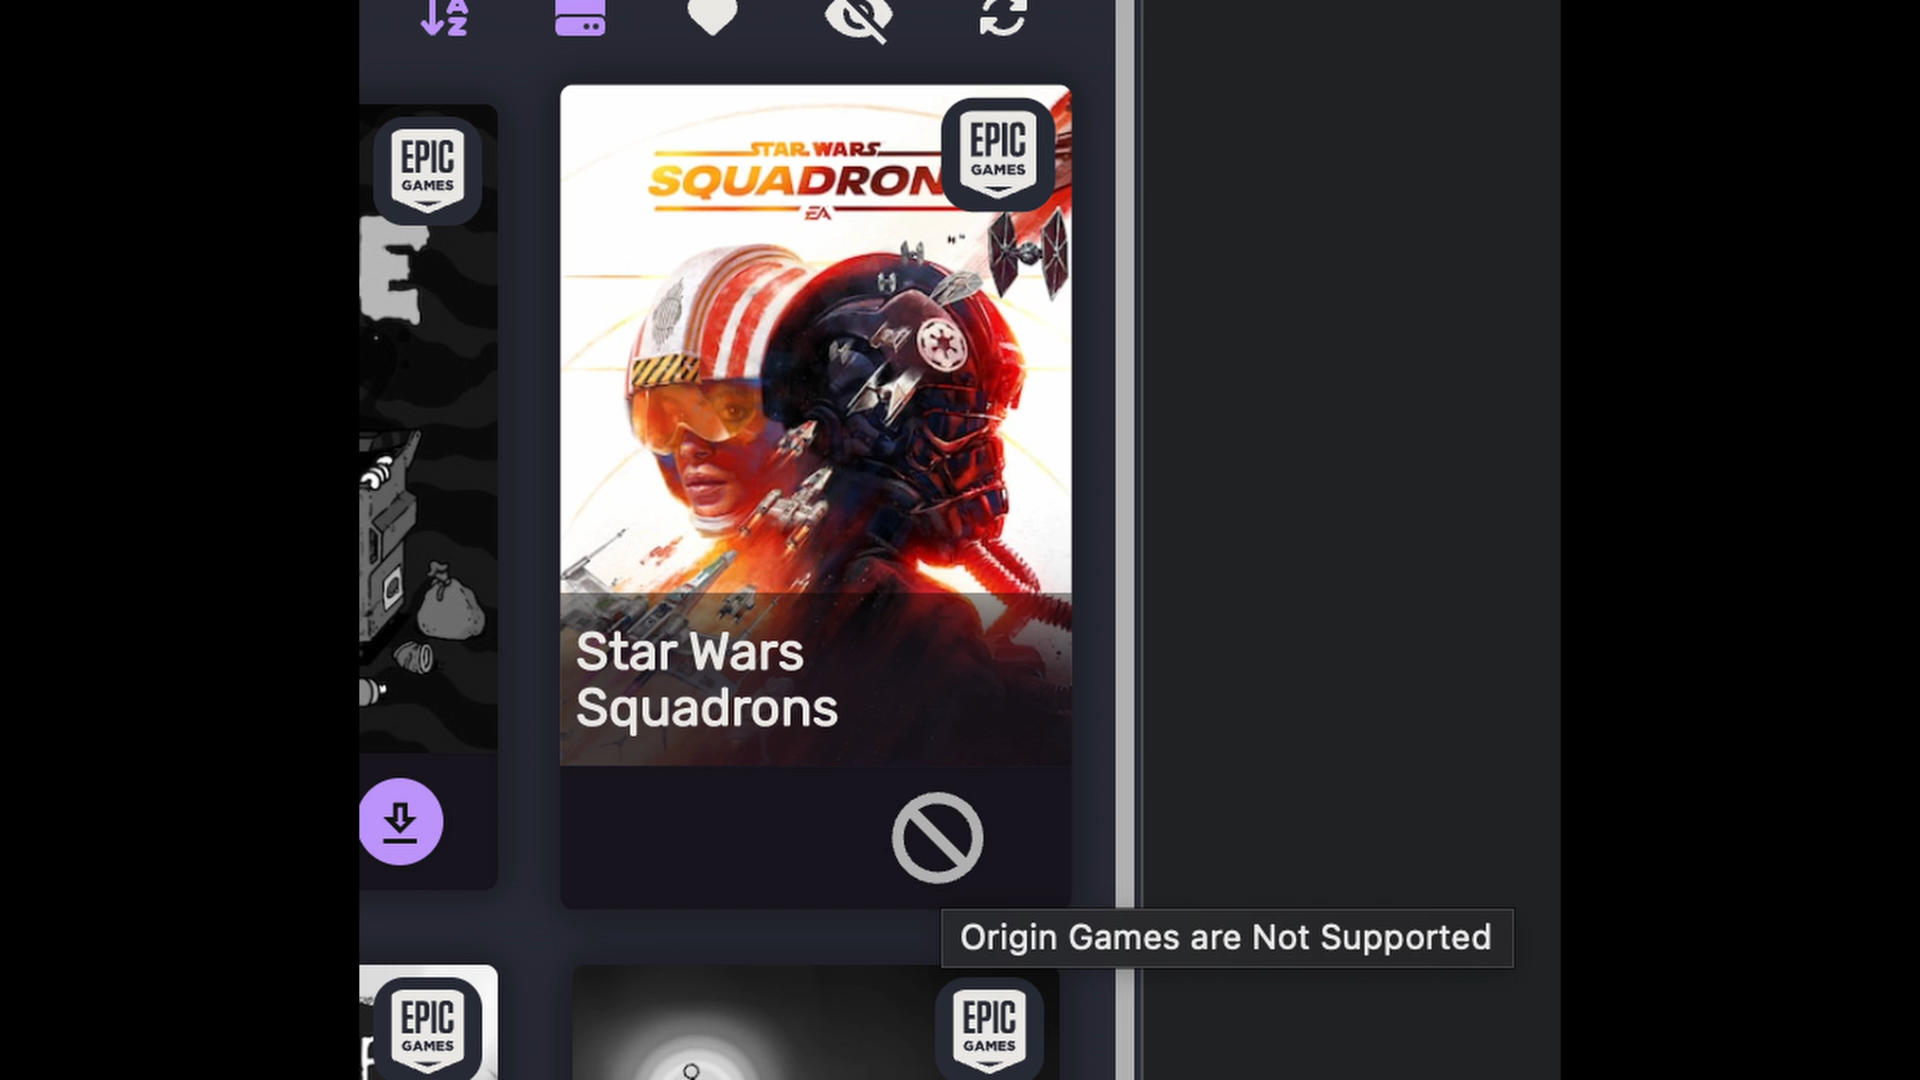 A
Z
EPIC
GAMES
E
STAR WARS
SQUADRON
EA
EPIC
GAMES
Star Wars
Squadrons
Origin Games are Not Supported
EPIC
GAMES
EPIC
GAMES